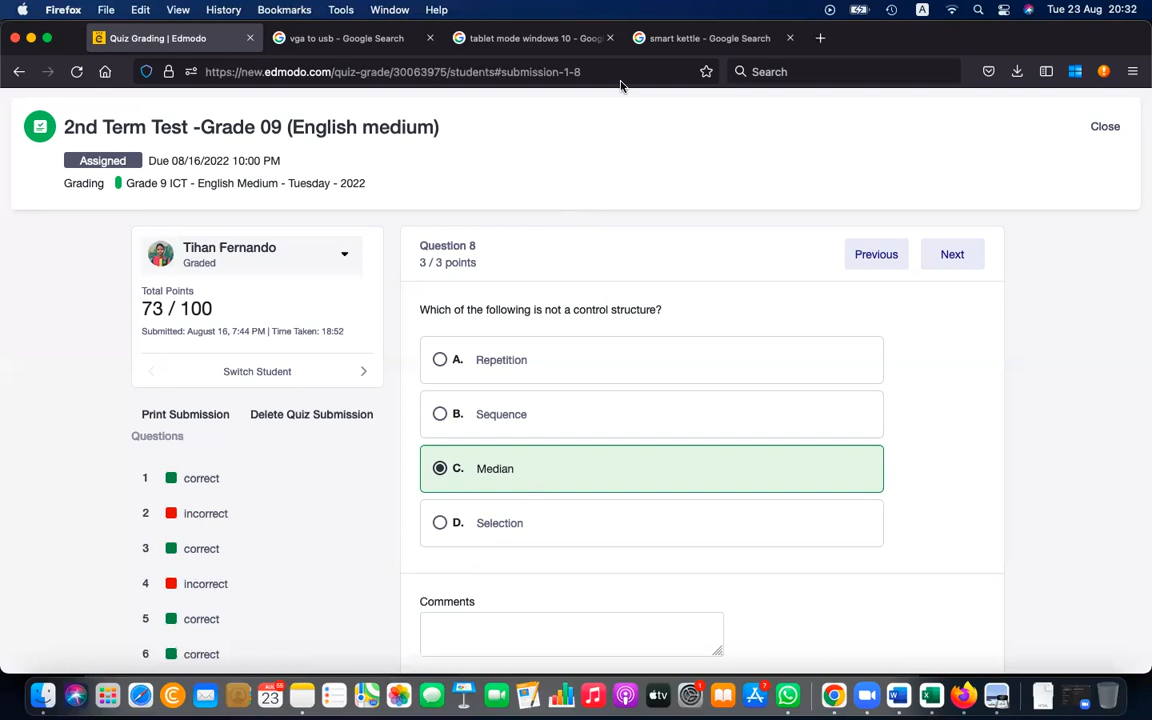 Firefox File Edit View History Bookmarks Tools Window Help A Tue 23 Aug 20:32
Quiz Grading | Edmodo vga to usb - Google Search tablet mode windows 10 - Goog smart kettle - Google Search
https://new.edmodo.com/quiz-grade/30063975/students#submission-1-8 Search
2nd Term Test -Grade 09 (English medium) Close
Assigned Due 08/16/2022 10:00 PM
Grading Grade 9 ICT - English Medium - Tuesday - 2022
Tihan Fernando
Graded
Total Points
73 / 100
Submitted: August 16, 7:44 PM | Time Taken: 18:52
Switch Student
Print Submission Delete Quiz Submission
Questions
1 correct
2 incorrect
3 correct
4 incorrect
5 correct
6 correct
Question 8
3 / 3 points
Previous Next
Which of the following is not a control structure?
A. Repetition
B. Sequence
C. Median
D. Selection
Comments